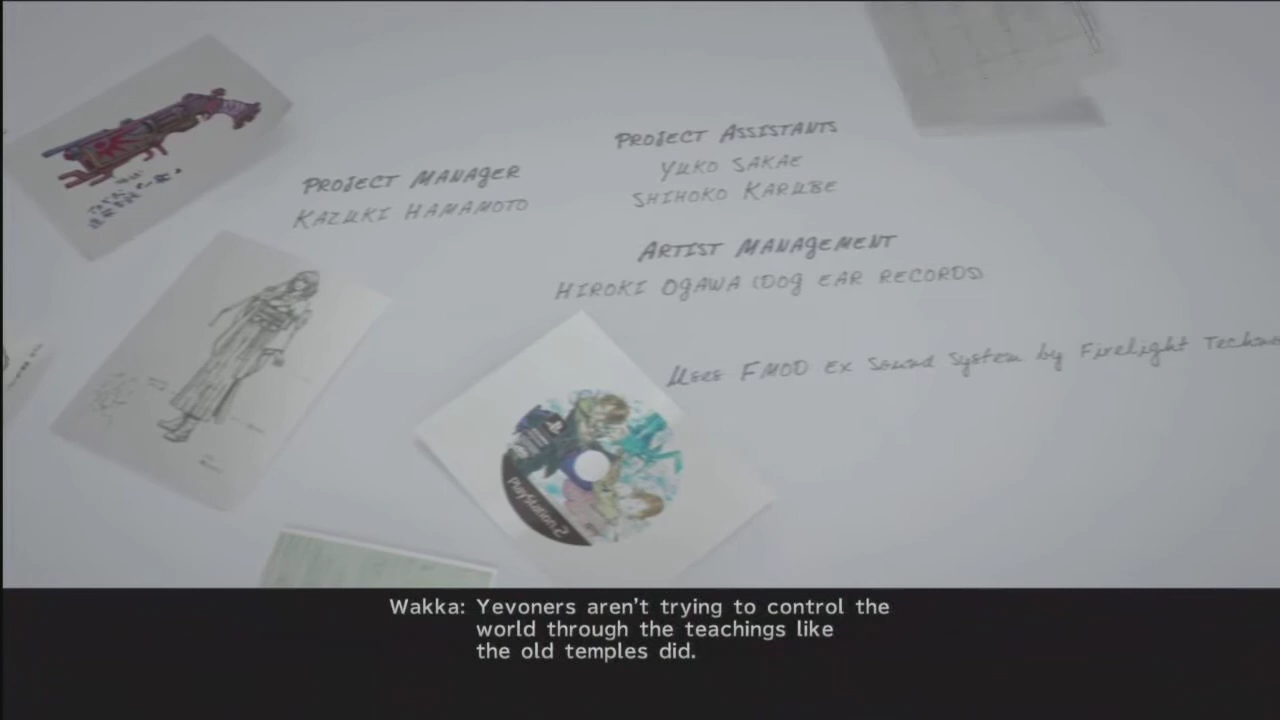 PROJECT MANAGER
KAZUKI HAMAMOTO
PROJECT ASSISTANTS
YUKO SAKAE
SHIHOKO KARUBE
ARTIST MANAGEMENT
HIROKI OGAWA (DOG EAR RECORDS)
Uses FMOD Ex Sound System by Firelight
PlayStation 2
Wakka: Yevoners aren't trying to control the
world through the teachings like
the old temples did.